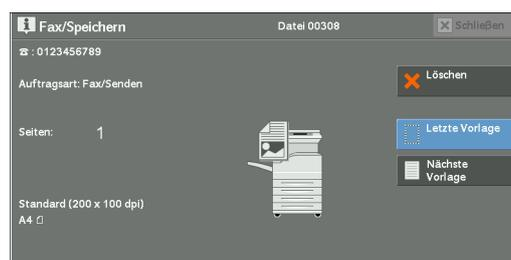 Fax/Speichern
Datei 00308
Schließen
☎ : 0123456789
Auftragsart: Fax/Senden
Löschen
Seiten: 1
Letzte Vorlage
Nächste
Vorlage
Standard (200 x 100 dpi)
A4